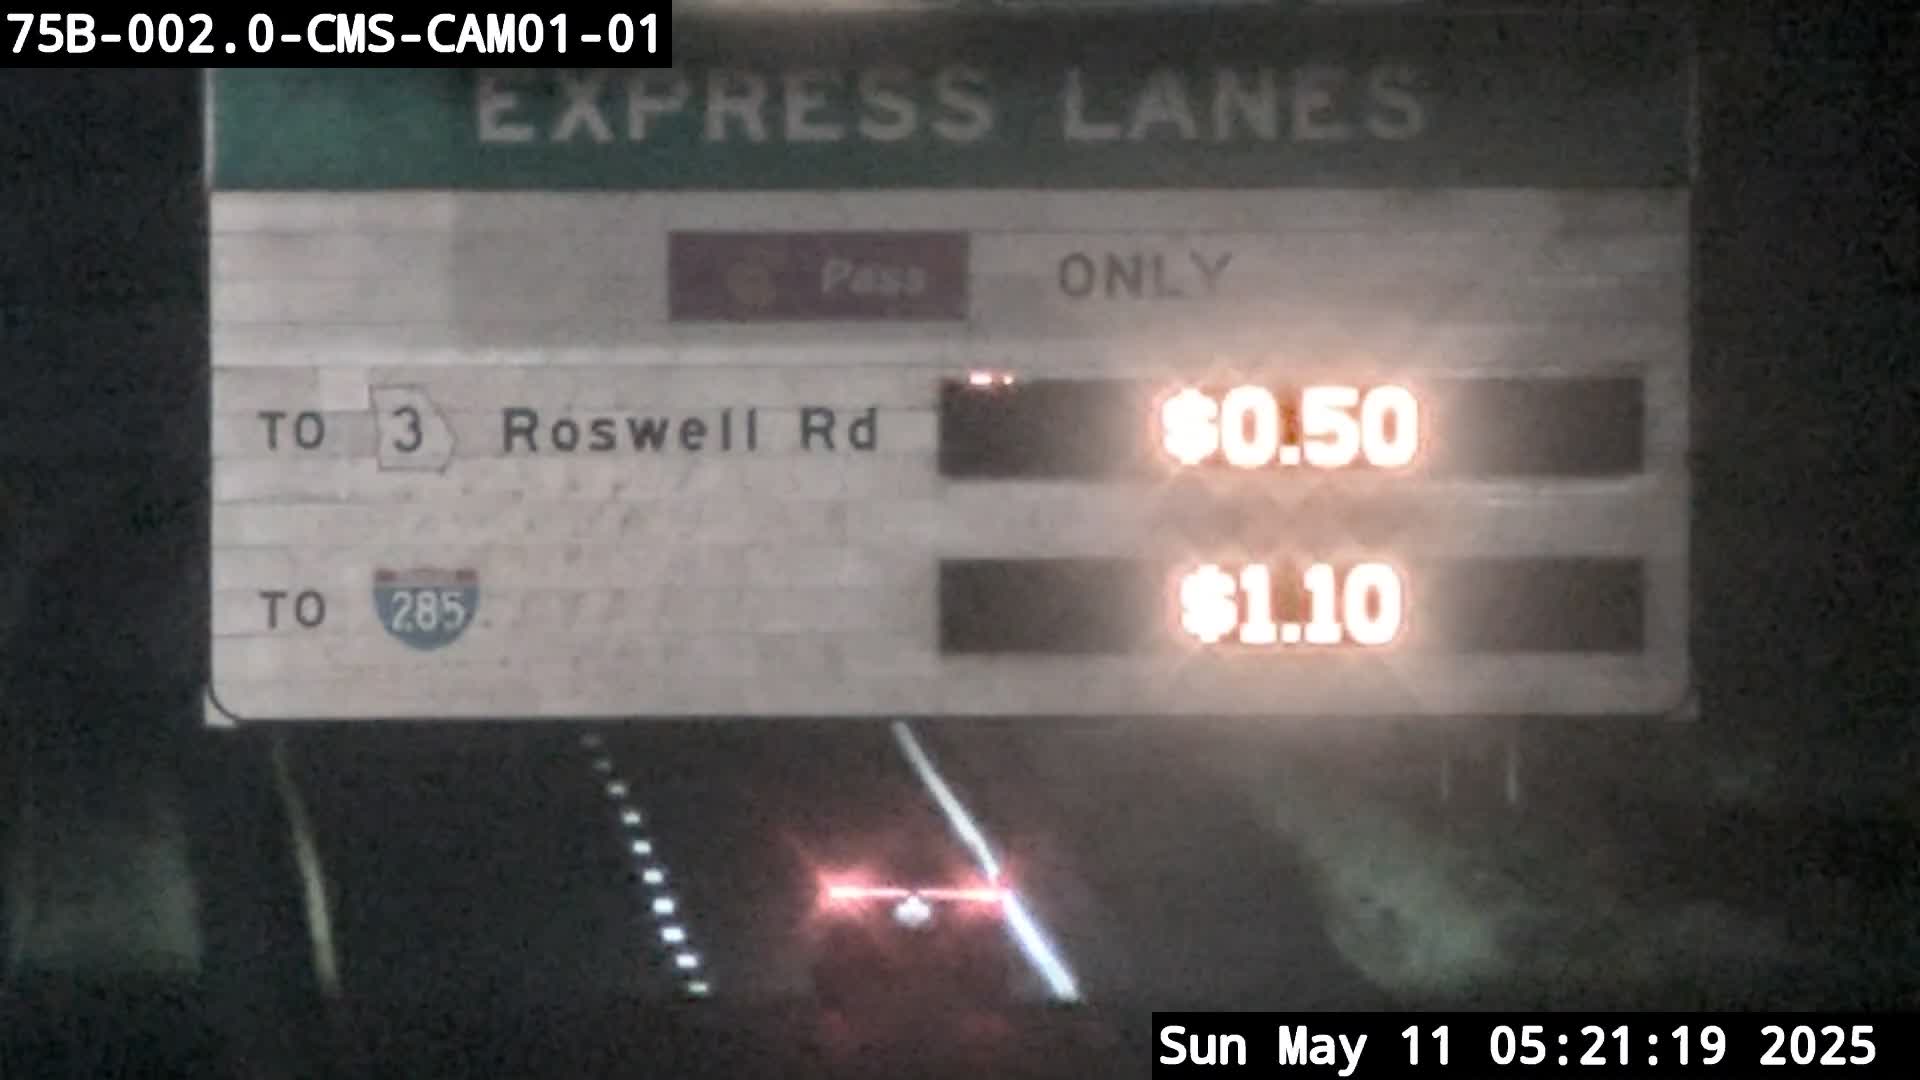 75B-002.0-CMS-CAM01-01
EXPRESS LANES
Pass ONLY
TO 3 Roswell Rd $0.50
TO 285 $1.10
Sun May 11 05:21:19 2025